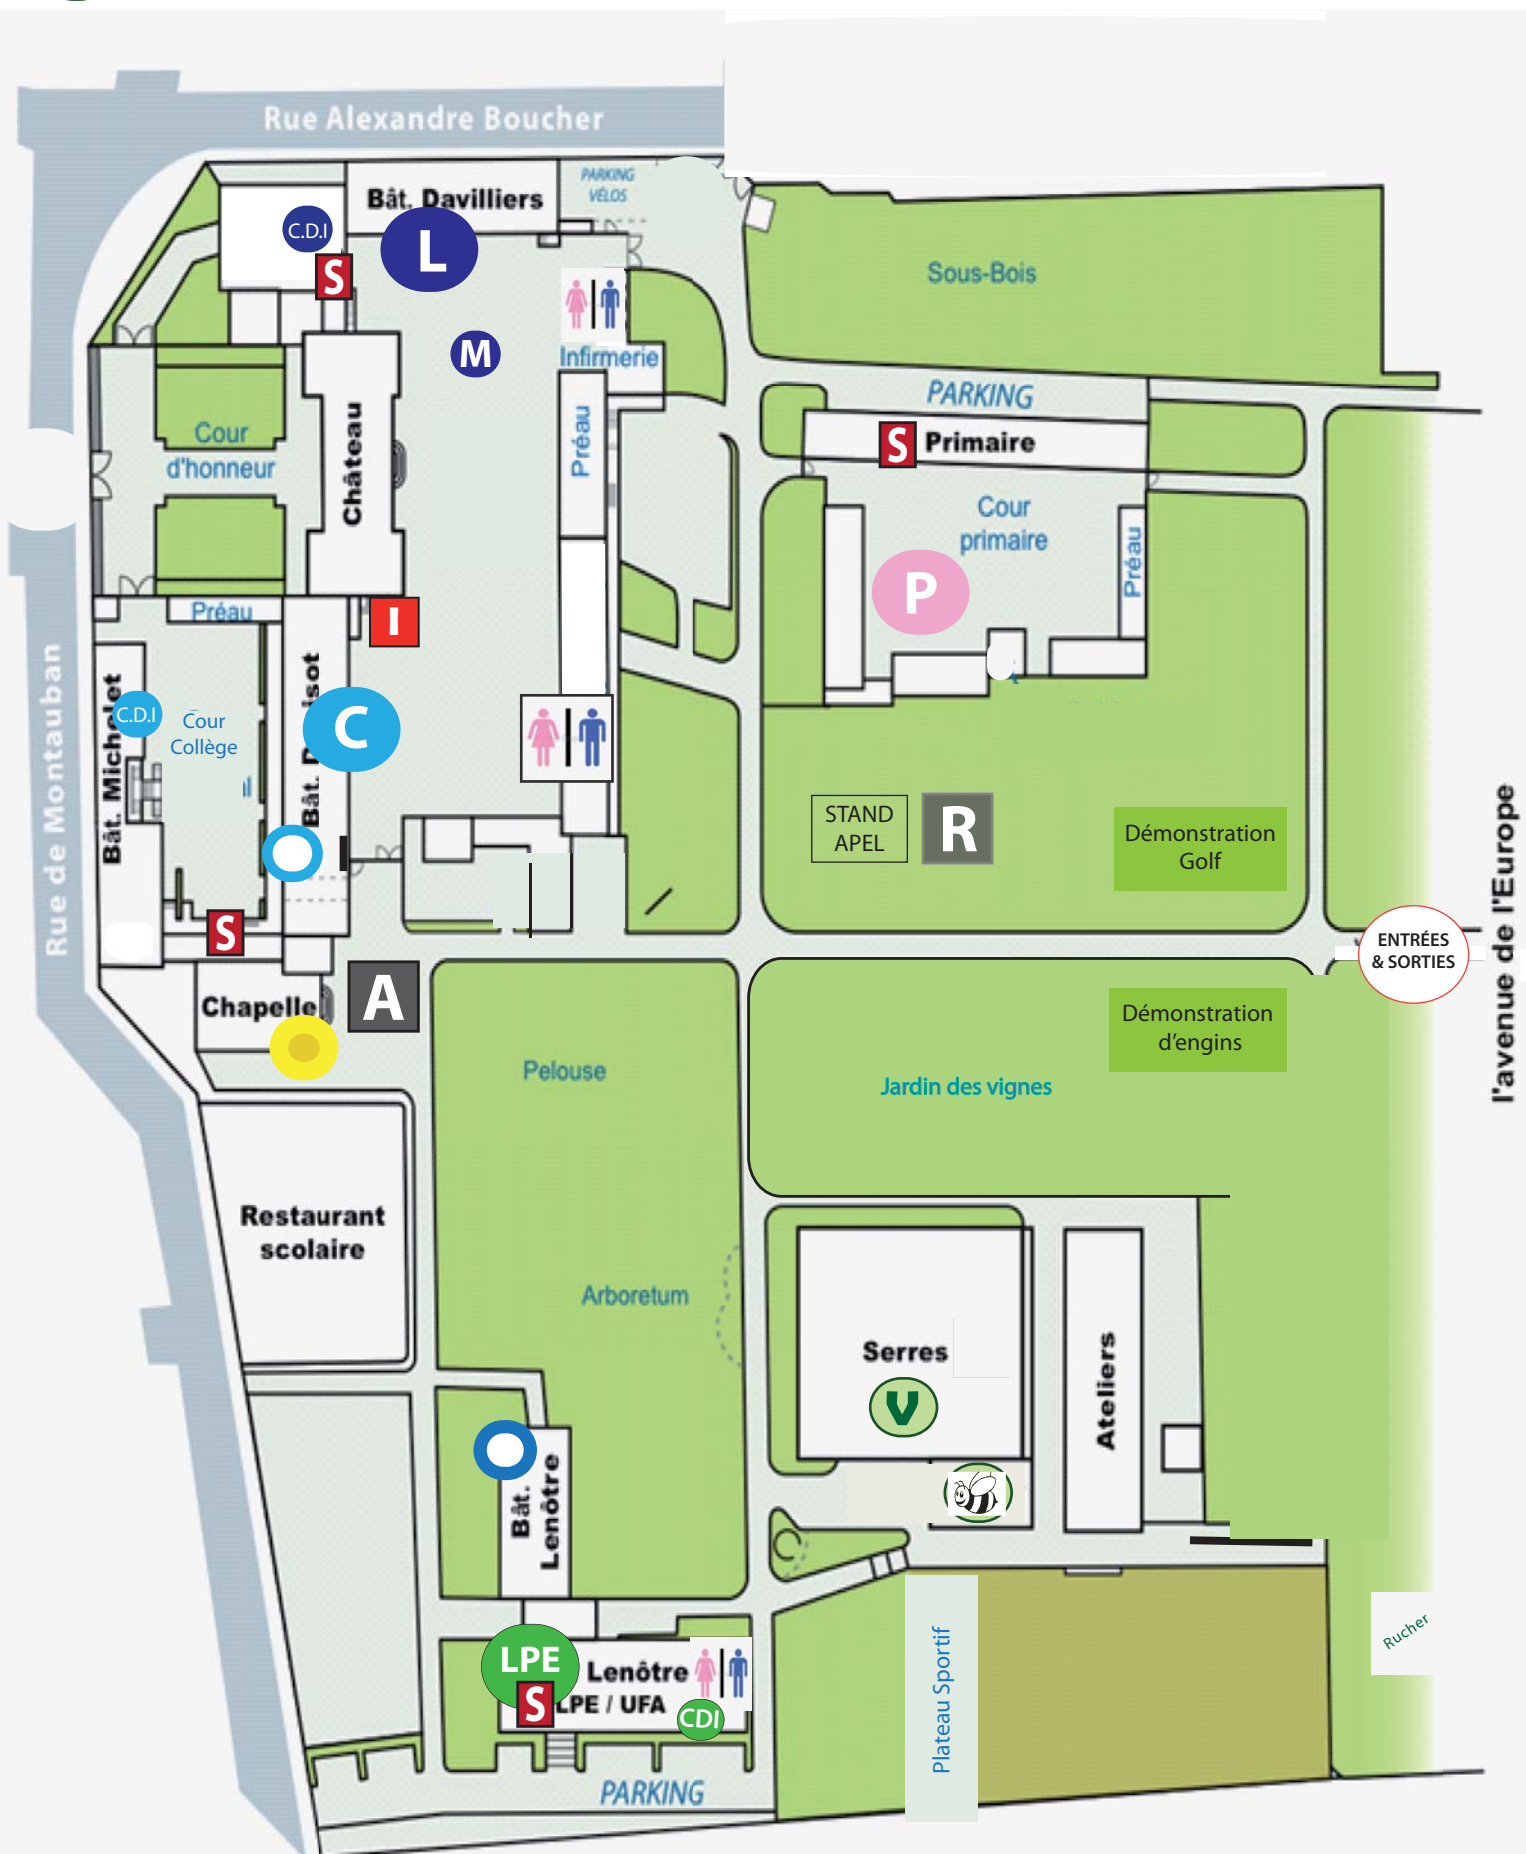 Rue Alexandre Boucher
PARKING
VÉLOS
Bât. Davilliers
C.D.I
L
S
Sous-Bois
M
Infirmerie
PARKING
Château
Préau
Cour
d'honneur
S
Primaire
Cour
primaire
Préau
P
I
Préau
Rue de Montauban
Bât. Michelet
C.D.I
Cour
Collège
C
Bât.
STAND
APEL
R
Démonstration
Golf
l'avenue de l'Europe
S
ENTRÉES
& SORTIES
Chapelle
A
Démonstration
d'engins
Pelouse
Jardin des vignes
Restaurant
scolaire
Arboretum
Serres
V
Ateliers
Bât.
Lenôtre
Rucher
LPE
Lenôtre
S
LPE / UFA
CDI
Plateau Sportif
PARKING